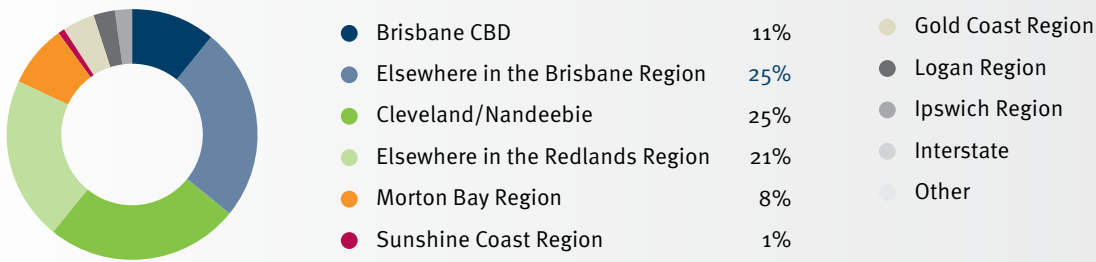 Brisbane CBD 11%
Elsewhere in the Brisbane Region 25%
Cleveland/Nandeebie 25%
Elsewhere in the Redlands Region 21%
Morton Bay Region 8%
Sunshine Coast Region 1%
Gold Coast Region
Logan Region
Ipswich Region
Interstate
Other